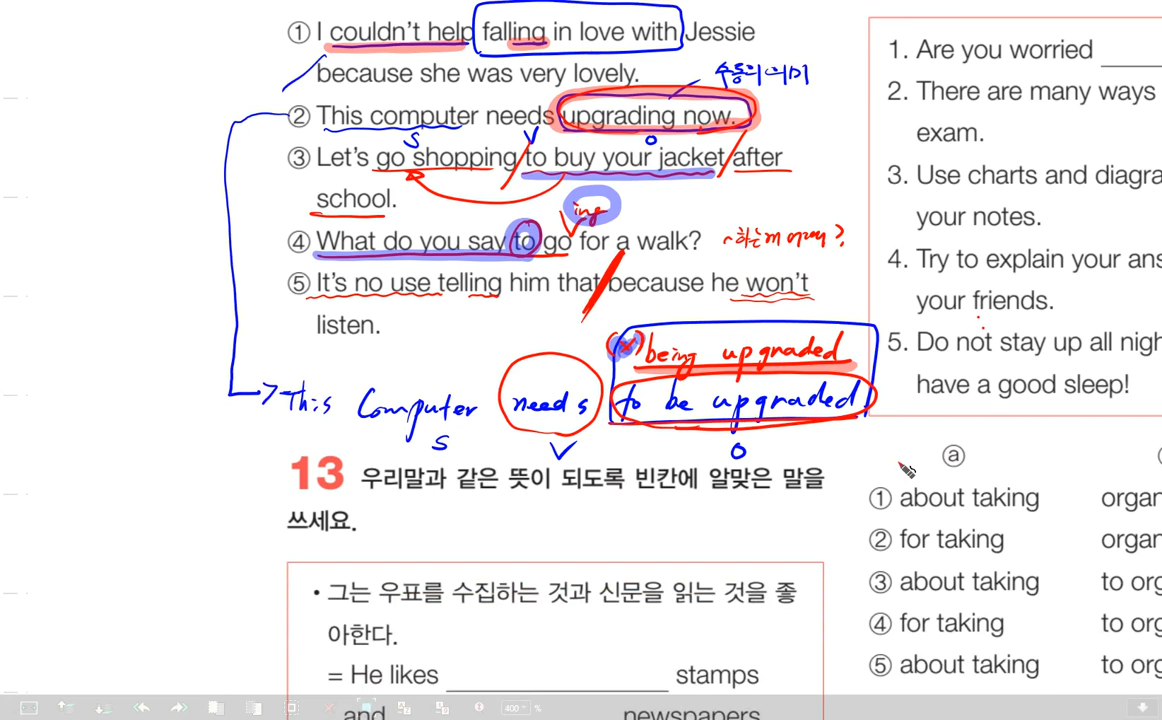 ① I couldn't help falling in love with Jessie
because she was very lovely.
수동의 의미
② This computer needs upgrading now.
S V O
③ Let's go shopping to buy your jacket after
school.
ing
④ What do you say to go for a walk? ~하는게 어때?
⑤ It's no use telling him that because he won't
listen.
(×) being upgraded
→ This Computer needs to be upgraded
S V O
13 우리말과 같은 뜻이 되도록 빈칸에 알맞은 말을
쓰세요.
• 그는 우표를 수집하는 것과 신문을 읽는 것을 좋
아한다.
= He likes ____ stamps
and newspapers
1. Are you worried ____
2. There are many ways
exam.
3. Use charts and diagra
your notes.
4. Try to explain your ans
your friends.
5. Do not stay up all nigh
have a good sleep!
ⓐ
① about taking organ
② for taking organ
③ about taking to org
④ for taking to org
⑤ about taking to org
400 %